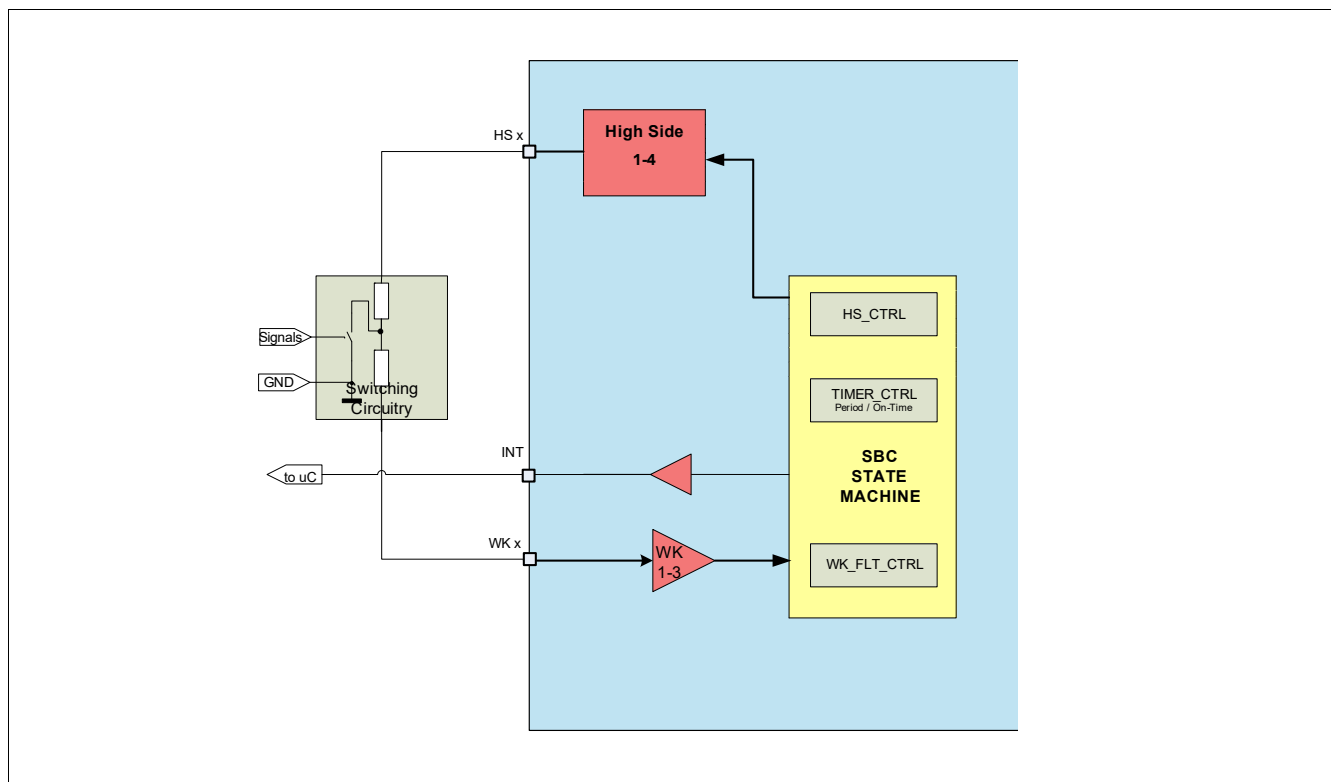 HS x
High Side
1-4
HS_CTRL
Signals
GND
Switching
Circuitry
TIMER_CTRL
Period / On-Time
INT
to uC
SBC
STATE
MACHINE
WK x
WK
1-3
WK_FLT_CTRL